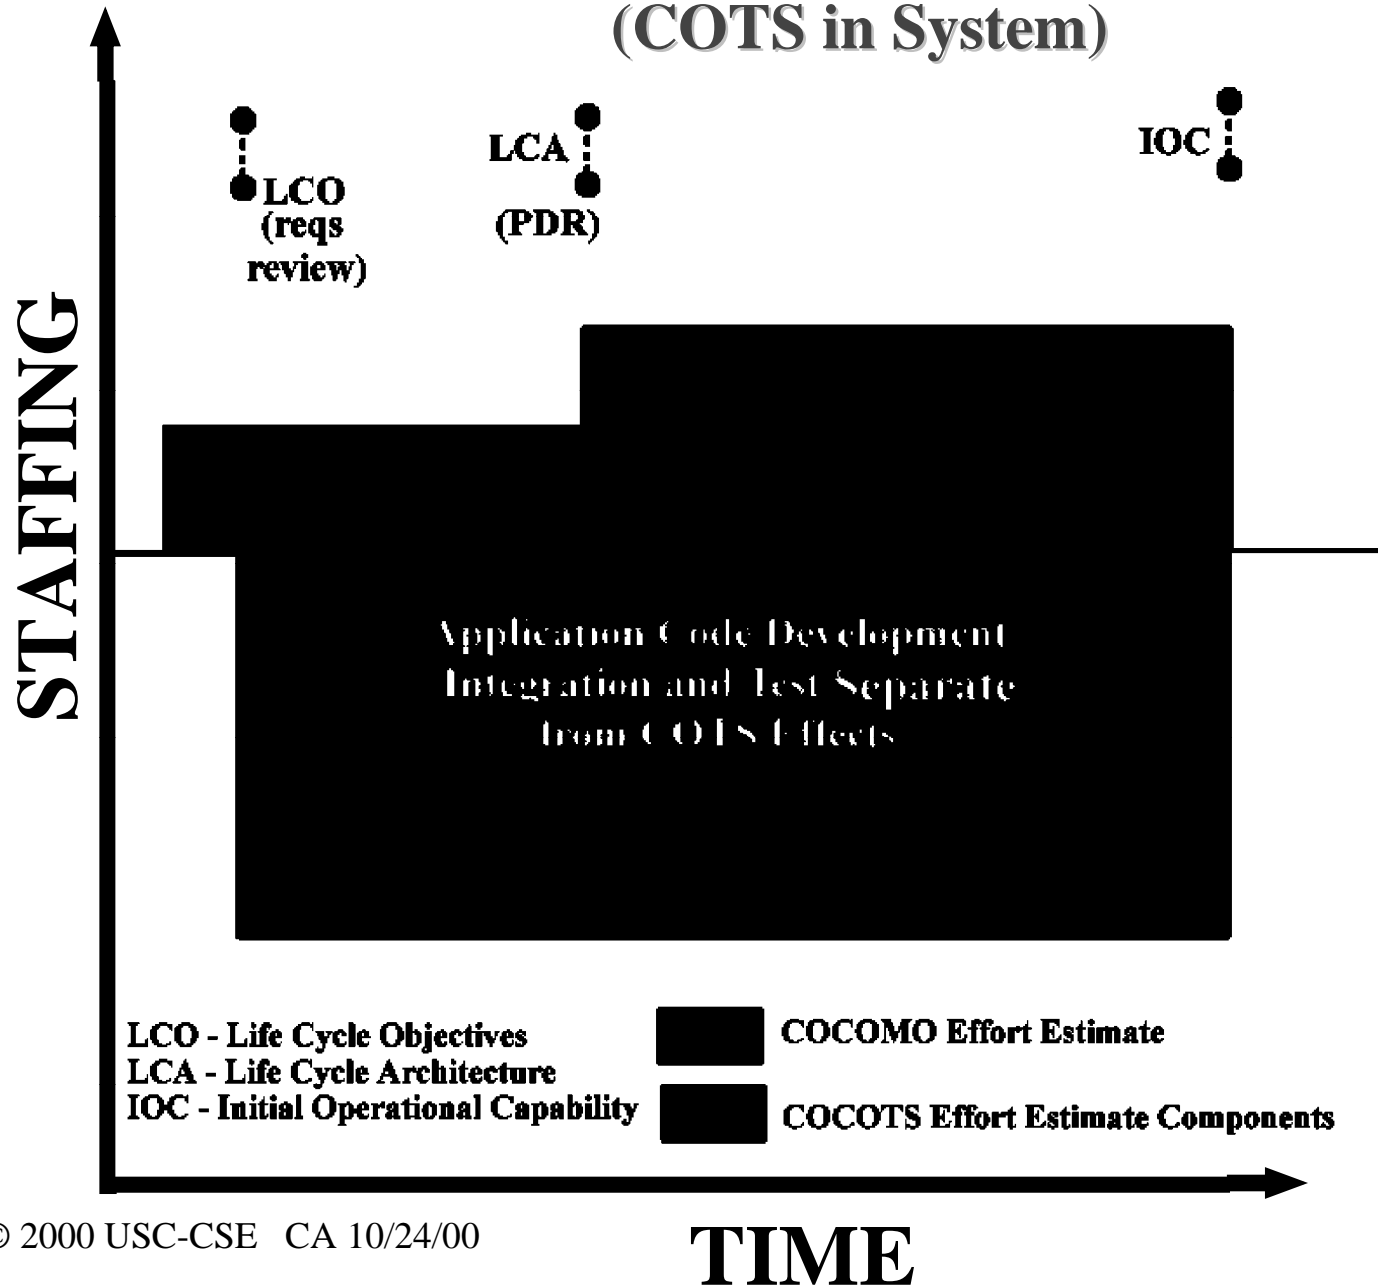 (COTS in System)
LCO
(reqs
review)
LCA
(PDR)
IOC
STAFFING
Application Code Development
Integration and Test Separate
from COTS Effects
LCO - Life Cycle Objectives
LCA - Life Cycle Architecture
IOC - Initial Operational Capability
COCOMO Effort Estimate
COCOTS Effort Estimate Components
© 2000 USC-CSE CA 10/24/00
TIME